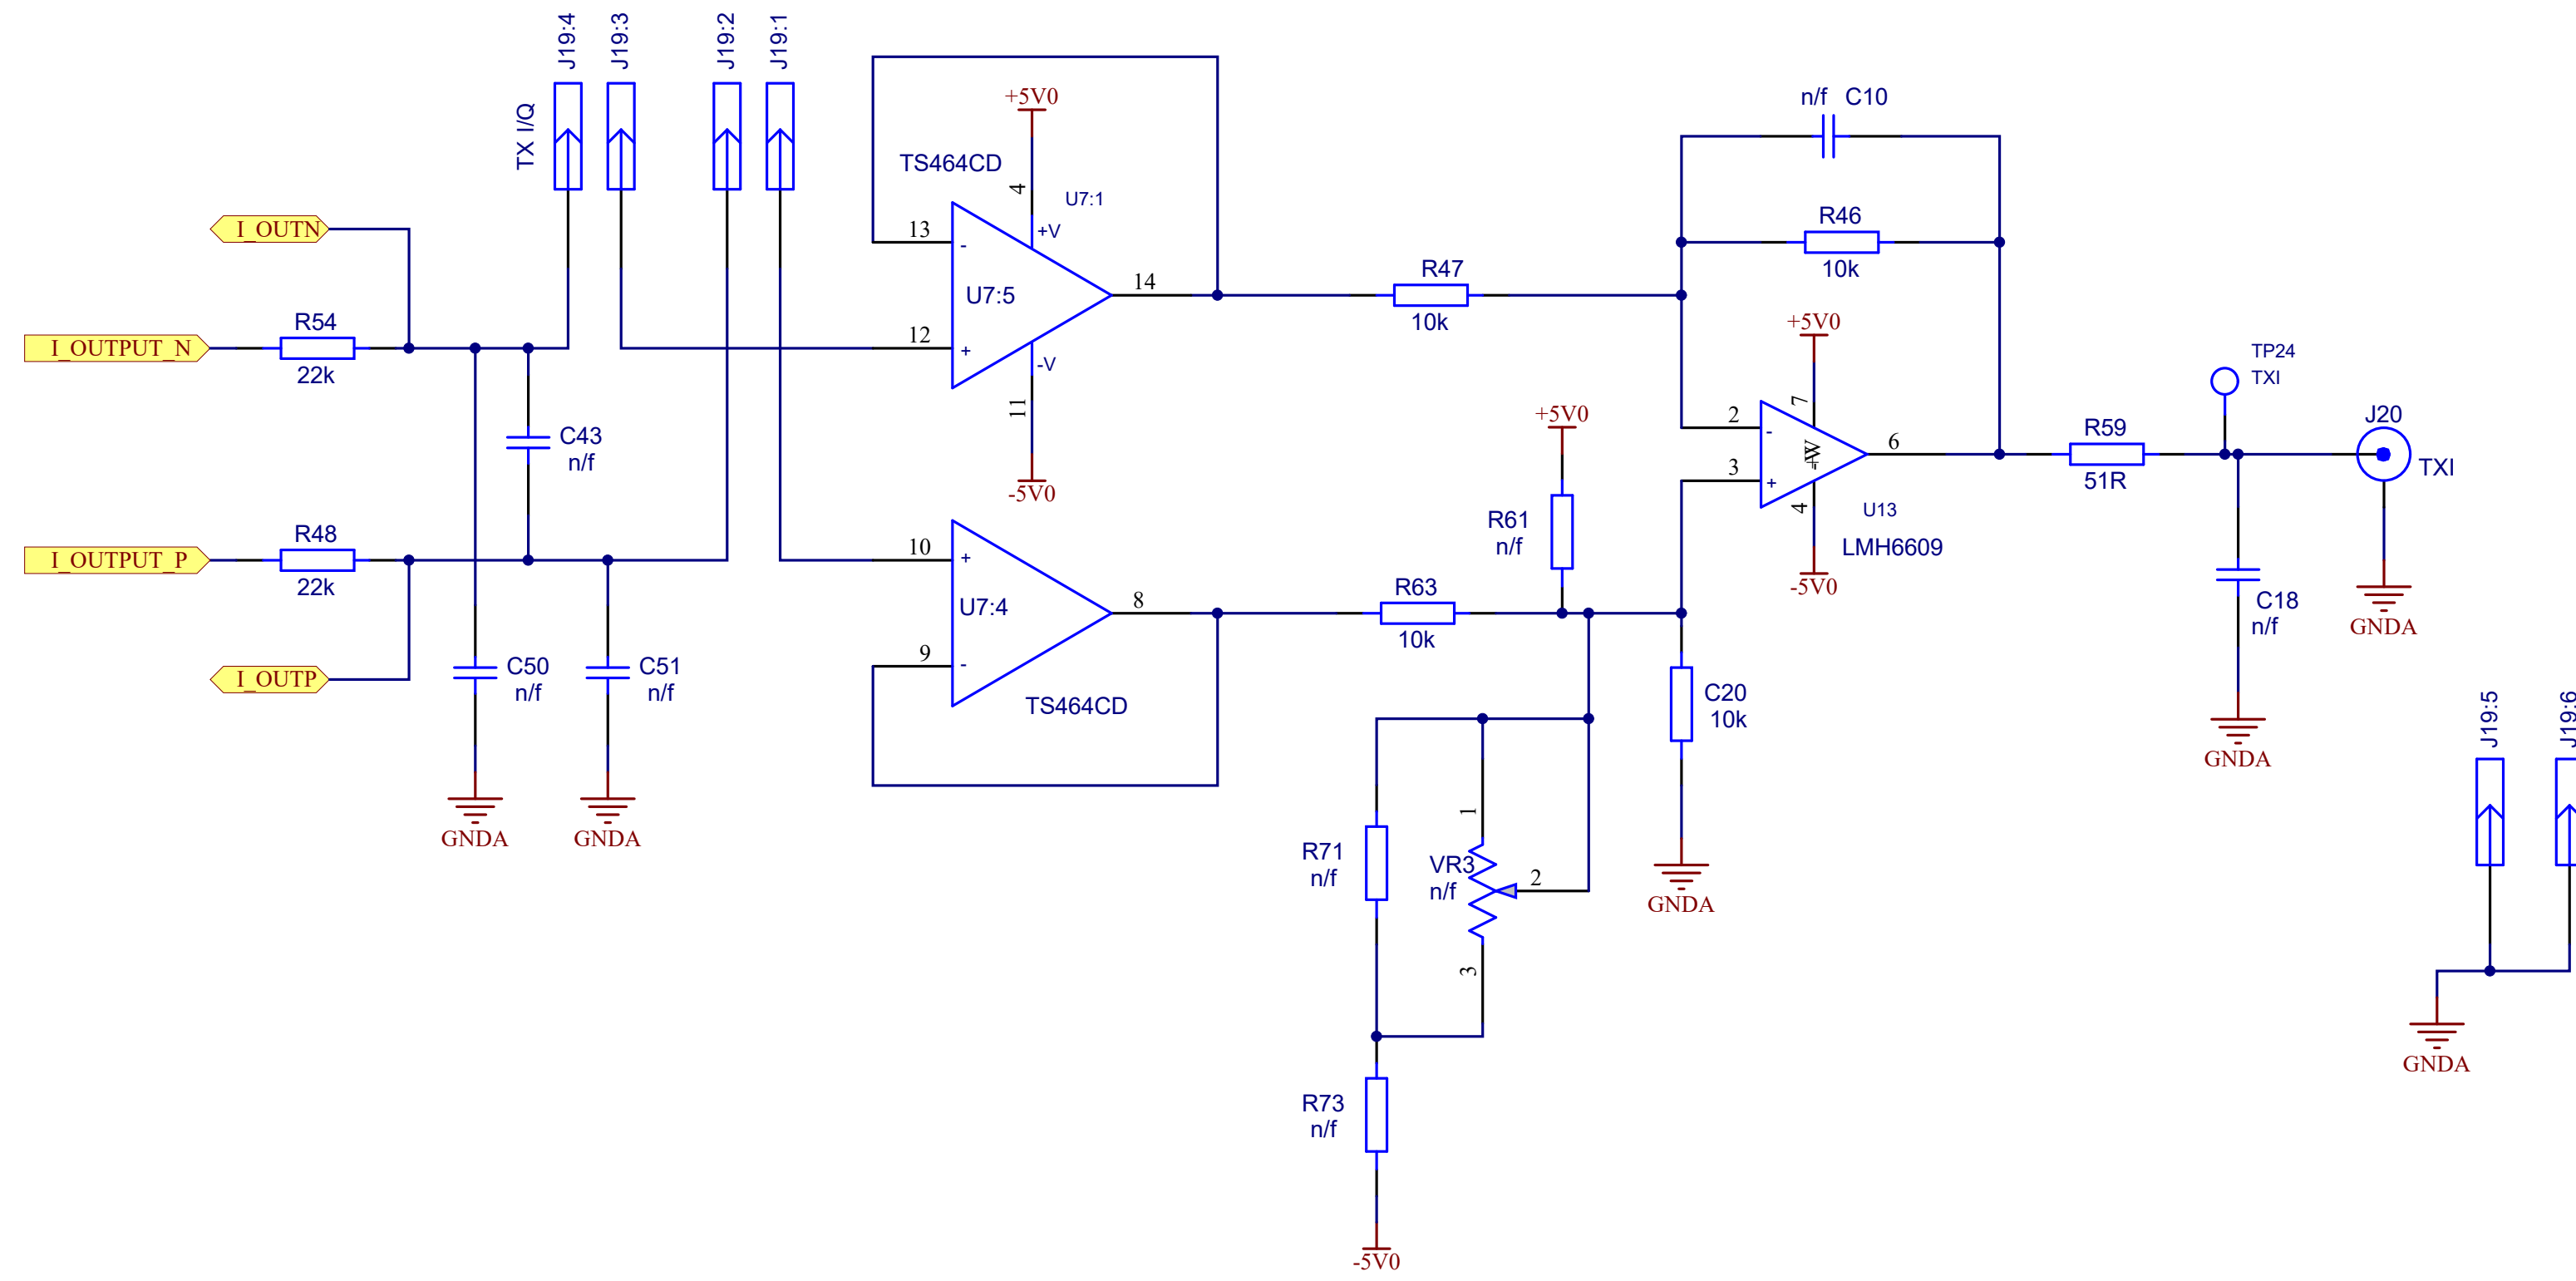 J19:4
J19:3
J19:2
J19:1
TX I/Q
+5V0
n/f C10
TS464CD
4
U7:1
I_OUTN
13
-
+V
R46
10k
U7:5
14
R47
10k
R54
I_OUTPUT_N
22k
12
+
-V
11
-5V0
+5V0
TP24
TXI
+5V0
C43
n/f
2
-
7
3
+
4
6
R59
51R
J20
TXI
U13
LMH6609
-5V0
R48
I_OUTPUT_P
22k
10
+
U7:4
8
9
-
TS464CD
R61
n/f
R63
10k
C18
n/f
GNDA
GNDA
I_OUTP
C50
n/f
C51
n/f
GNDA
GNDA
C20
10k
GNDA
R71
n/f
VR3
n/f
1
2
3
J19:5
J19:6
GNDA
R73
n/f
-5V0